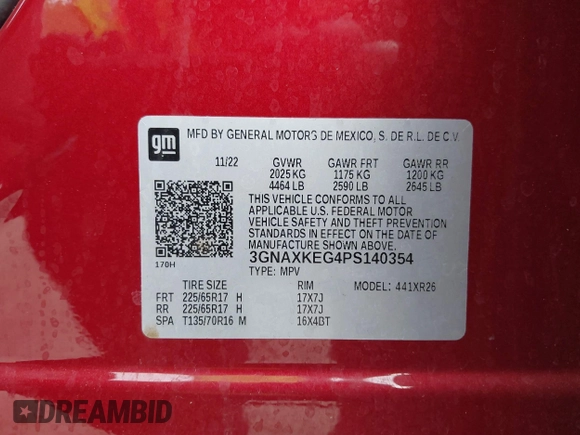 gm
MFD BY GENERAL MOTORS DE MEXICO, S. DE R.L. DE C.V.
11/22 GVWR GAWR FRT GAWR RR
2025 KG 1175 KG 1200 KG
4464 LB 2590 LB 2645 LB
THIS VEHICLE CONFORMS TO ALL
APPLICABLE U.S. FEDERAL MOTOR
VEHICLE SAFETY AND THEFT PREVENTION
STANDARDS IN EFFECT ON THE DATE OF
MANUFACTURE SHOWN ABOVE.
170H
3GNAXKEG4PS140354
TYPE: MPV
TIRE SIZE RIM MODEL: 441XR26
FRT 225/65R17 H 17X7J
RR 225/65R17 H 17X7J
SPA T135/70R16 M 16X4BT
DREAMBID